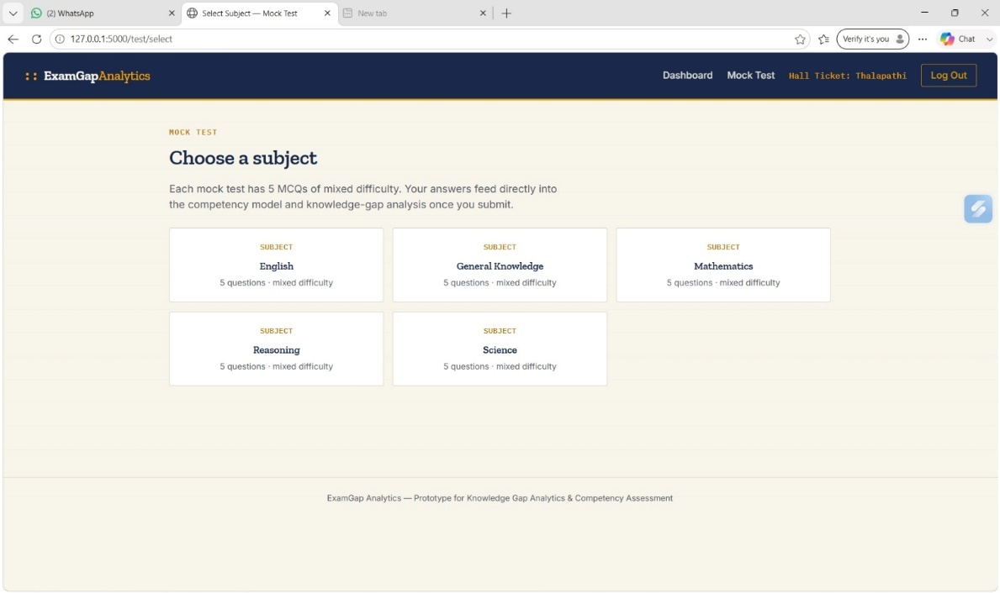 (2) WhatsApp
Select Subject — Mock Test
New tab
127.0.0.1:5000/test/select
Verify it's you
Chat
ExamGapAnalytics
Dashboard
Mock Test
Hall Ticket: Thalapathi
Log Out
MOCK TEST
Choose a subject
Each mock test has 5 MCQs of mixed difficulty. Your answers feed directly into
the competency model and knowledge-gap analysis once you submit.
SUBJECT
English
5 questions · mixed difficulty
SUBJECT
General Knowledge
5 questions · mixed difficulty
SUBJECT
Mathematics
5 questions · mixed difficulty
SUBJECT
Reasoning
5 questions · mixed difficulty
SUBJECT
Science
5 questions · mixed difficulty
ExamGap Analytics — Prototype for Knowledge Gap Analytics & Competency Assessment